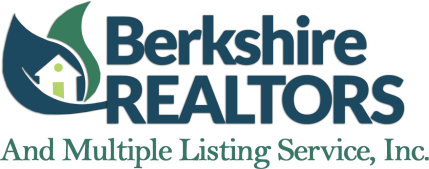 Berkshire
REALTORS
And Multiple Listing Service, Inc.